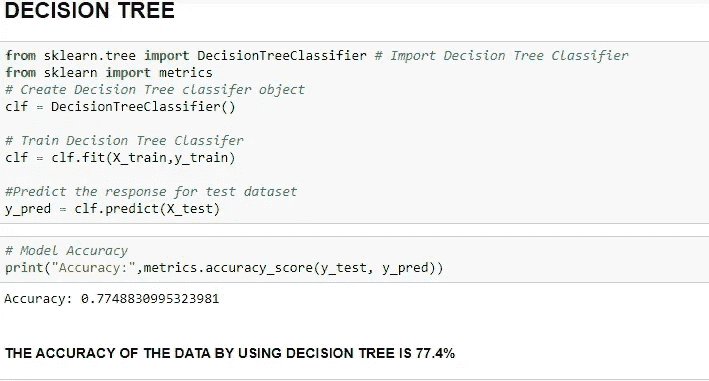 DECISION TREE
from sklearn.tree import DecisionTreeClassifier # Import Decision Tree Classifier
from sklearn import metrics
# Create Decision Tree classifer object
clf = DecisionTreeClassifier()
# Train Decision Tree Classifer
clf = clf.fit(X_train,y_train)
#Predict the response for test dataset
y_pred = clf.predict(X_test)
# Model Accuracy
print("Accuracy:",metrics.accuracy_score(y_test, y_pred))
Accuracy: 0.7748830995323981
THE ACCURACY OF THE DATA BY USING DECISION TREE IS 77.4%